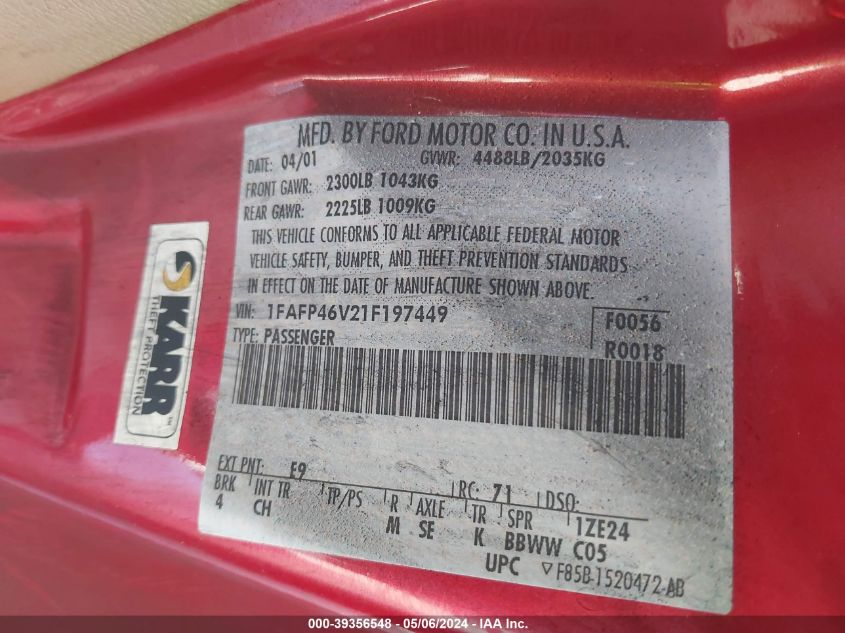 MFD. BY FORD MOTOR CO. IN U.S.A.
DATE: 04/01 GVWR: 4488LB/2035KG
FRONT GAWR: 2300LB 1043KG
REAR GAWR: 2225LB 1009KG
THIS VEHICLE CONFORMS TO ALL APPLICABLE FEDERAL MOTOR
VEHICLE SAFETY, BUMPER, AND THEFT PREVENTION STANDARDS
IN EFFECT ON THE DATE OF MANUFACTURE SHOWN ABOVE.
VIN: 1FAFP46V21F197449 F0056
TYPE: PASSENGER R0018
EXT PNT: E9 RC: 71 DSO:
BRK INT TR TP/PS R AXLE TR SPR 1ZE24
4 CH M SE K BBWW C05
UPC ▽F85B-1520472-AB
KARR
THEFT PROTECTION
TM
000-39356548 - 05/06/2024 - IAA Inc.